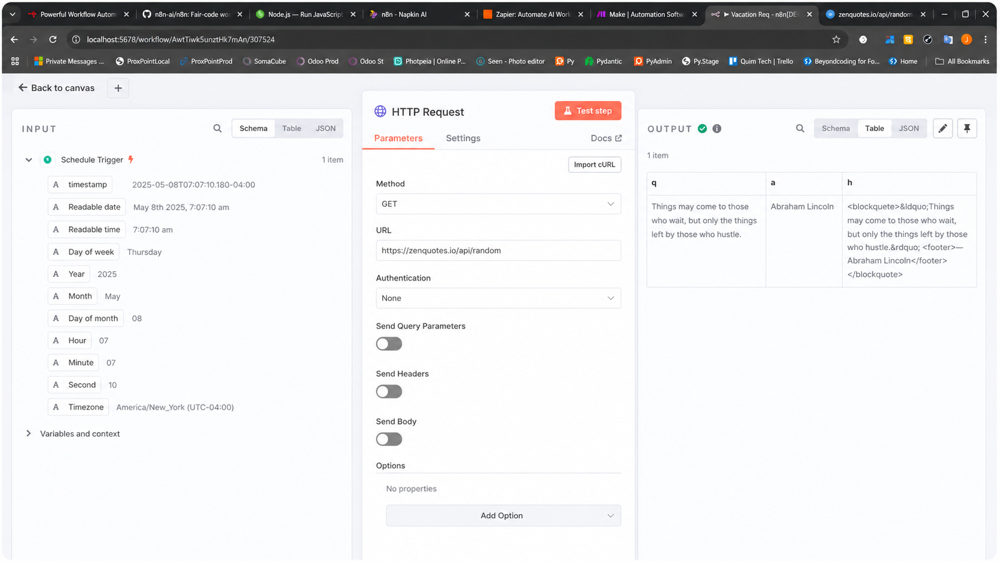 Powerful Workflow Autom
n8n-ai/n8n: Fair-code wo
Node.js — Run JavaScript
n8n - Napkin AI
Zapier: Automate AI Work
Make | Automation Softw
Vacation Req - n8n[DE
zenquotes.io/api/random
localhost:5678/workflow/AwtTiwk5unztHk7mAn/307524
J
Private Messages ...
ProxPointLocal
ProxPointProd
SomaCube
Odoo Prod
Odoo St
Photpeia | Online P...
Seen - Photo editor
Py
Pydantic
PyAdmin
Py.Stage
Quim Tech | Trello
Beyondcoding for Fo...
Home
All Bookmarks
Back to canvas
INPUT
Schema Table JSON
Schedule Trigger 1 item
A timestamp 2025-05-08T07:07:10.180-04:00
A Readable date May 8th 2025, 7:07:10 am
A Readable time 7:07:10 am
A Day of week Thursday
A Year 2025
A Month May
A Day of month 08
A Hour 07
A Minute 07
A Second 10
A Timezone America/New_York (UTC-04:00)
Variables and context
HTTP Request
Test step
Parameters Settings Docs
Import cURL
Method
GET
URL
https://zenquotes.io/api/random
Authentication
None
Send Query Parameters
Send Headers
Send Body
Options
No properties
Add Option
OUTPUT
Schema Table JSON
1 item
q a h
Things may come to those
who wait, but only the things
left by those who hustle.
Abraham Lincoln
<blockquete>&ldquo;Things
may come to those who wait,
but only the things left by those
who hustle.&rdquo; <footer>—
Abraham Lincoln</footer>
</blockquote>